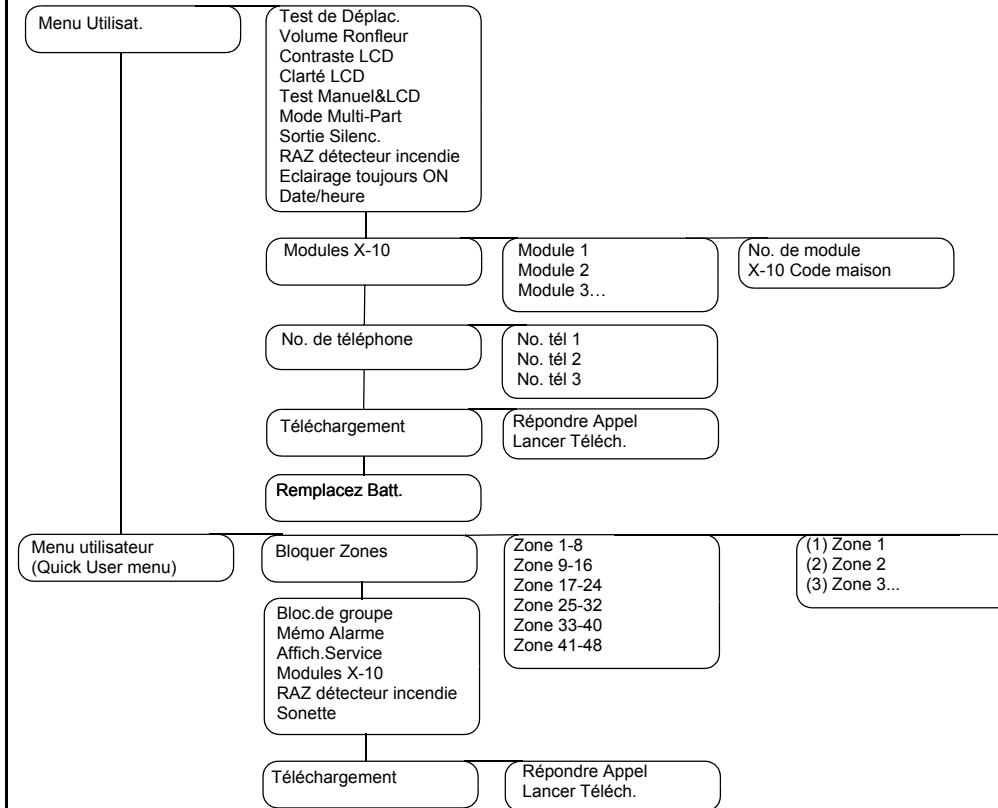 Menu Utilisat.
Test de Déplac.
Volume Ronfleur
Contraste LCD
Clarté LCD
Test Manuel&LCD
Mode Multi-Part
Sortie Silenc.
RAZ détecteur incendie
Eclairage toujours ON
Date/heure
Modules X-10
Module 1
Module 2
Module 3…
No. de module
X-10 Code maison
No. de téléphone
No. tél 1
No. tél 2
No. tél 3
Téléchargement
Répondre Appel
Lancer Téléch.
Remplacez Batt.
Menu utilisateur
(Quick User menu)
Bloquer Zones
Zone 1-8
Zone 9-16
Zone 17-24
Zone 25-32
Zone 33-40
Zone 41-48
(1) Zone 1
(2) Zone 2
(3) Zone 3...
Bloc.de groupe
Mémo Alarme
Affich.Service
Modules X-10
RAZ détecteur incendie
Sonette
Téléchargement
Répondre Appel
Lancer Téléch.